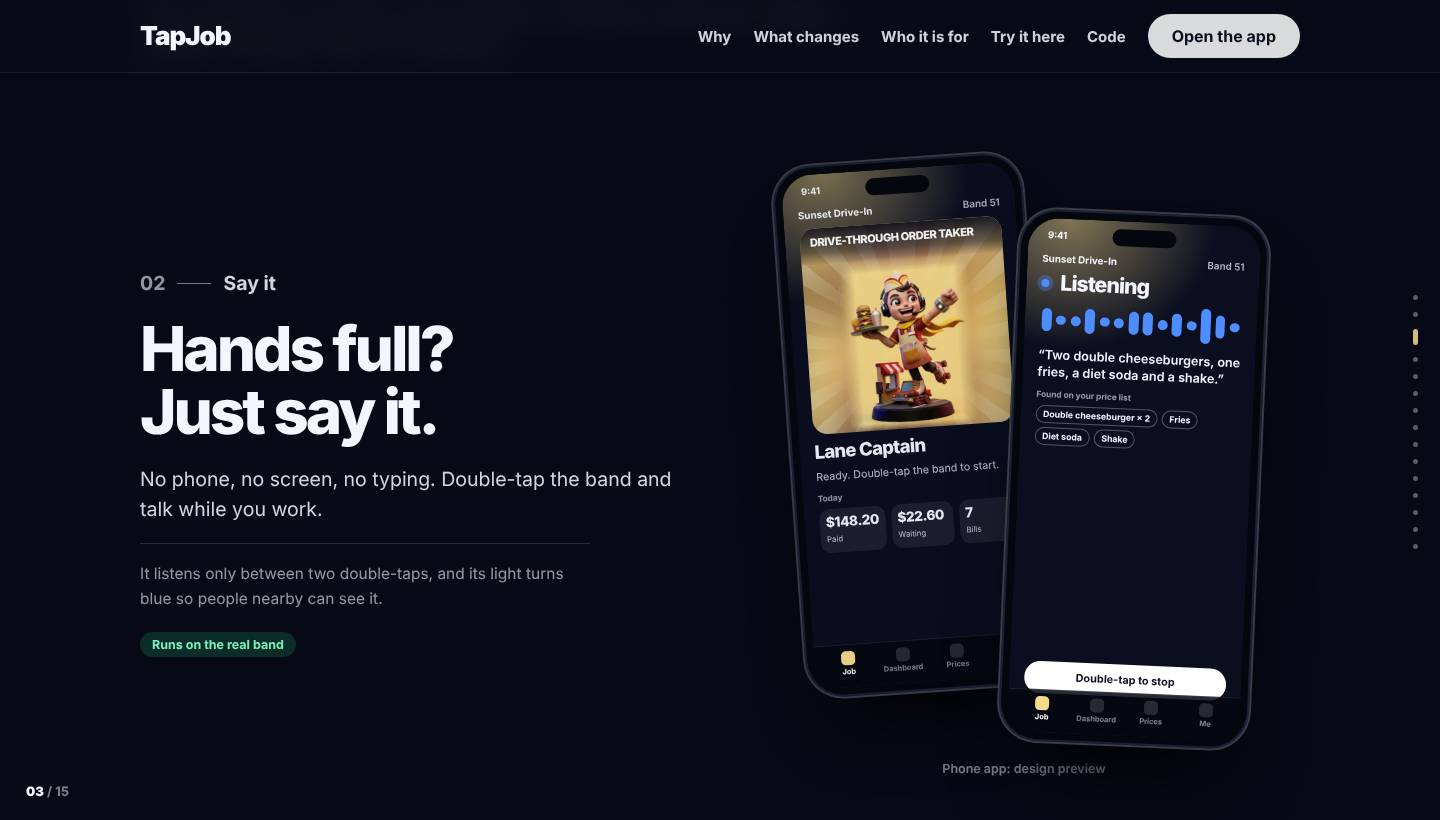 TapJob
Why
What changes
Who it is for
Try it here
Code
Open the app
02
Say it
Hands full?
Just say it.
No phone, no screen, no typing. Double-tap the band and
talk while you work.
It listens only between two double-taps, and its light turns
blue so people nearby can see it.
Runs on the real band
9:41
Sunset Drive-In
Band 51
DRIVE-THROUGH ORDER TAKER
Lane Captain
Ready. Double-tap the band to start.
Today
$148.20
Paid
$22.60
Waiting
7
Bills
Job
Dashboard
Prices
9:41
Sunset Drive-In
Band 51
Listening
“Two double cheeseburgers, one
fries, a diet soda and a shake.”
Found on your price list
Double cheeseburger × 2
Fries
Diet soda
Shake
Double-tap to stop
Job
Dashboard
Prices
Me
Phone app: design preview
03 / 15